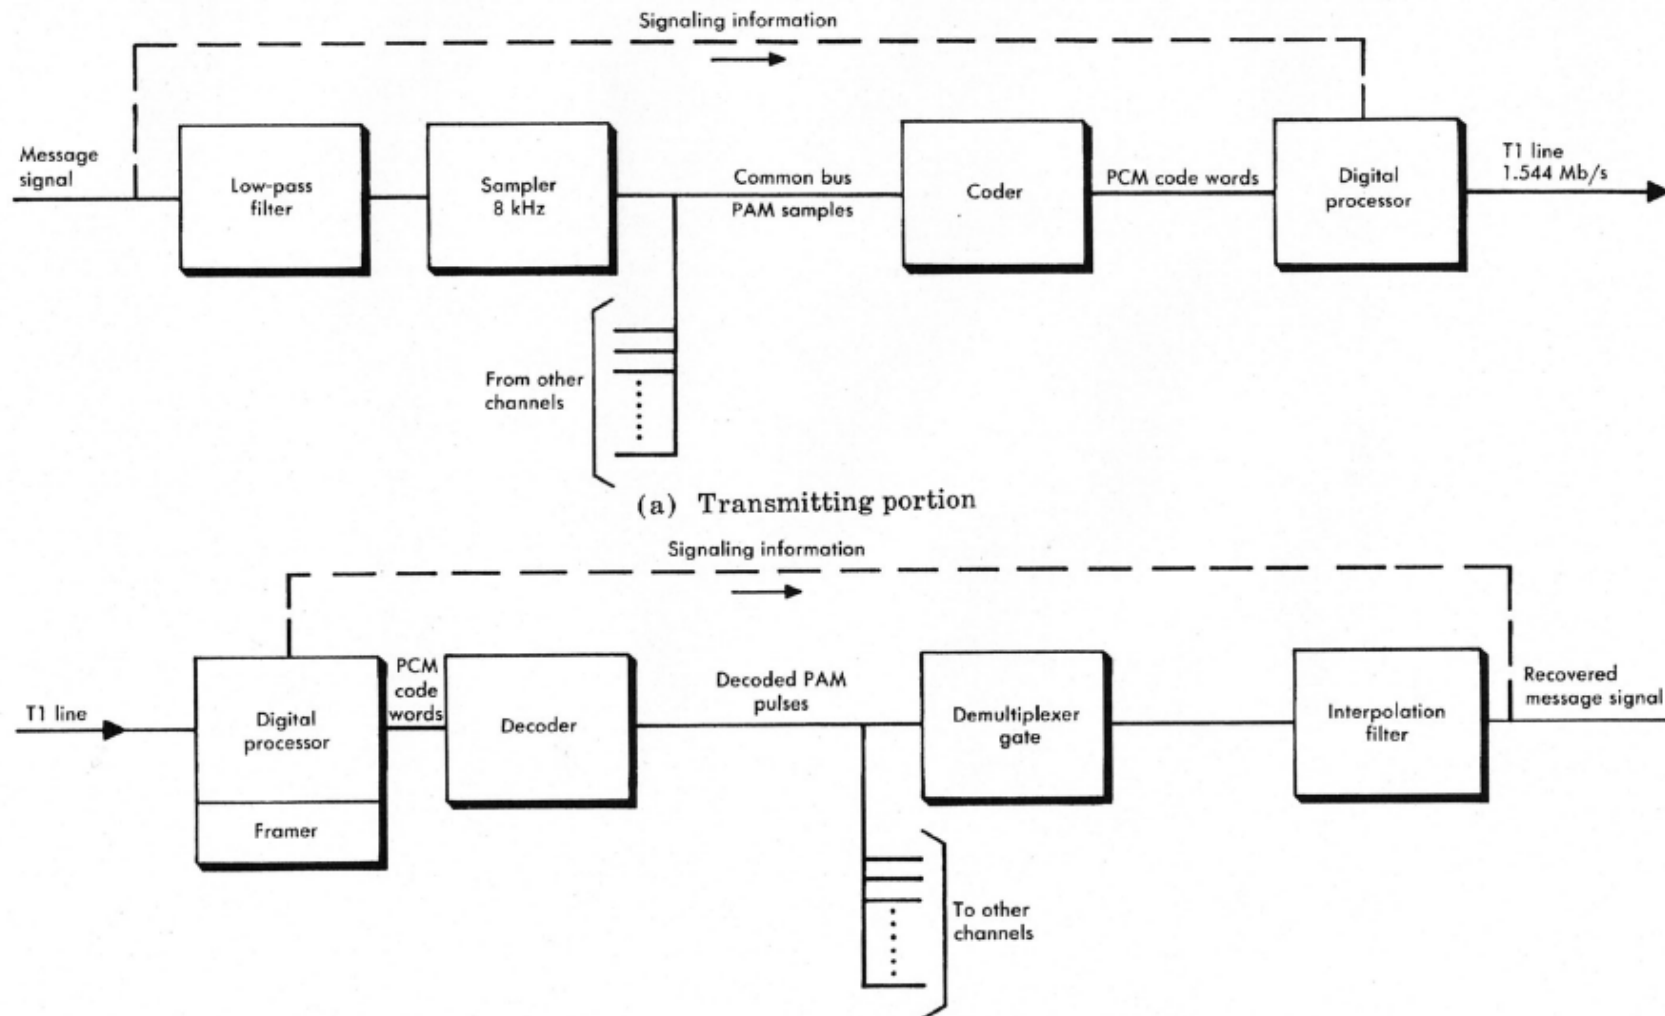 Signaling information
Message
signal
Low-pass
filter
Sampler
8 kHz
Common bus
PAM samples
Coder
PCM code words
Digital
processor
T1 line
1.544 Mb/s
From other
channels
(a) Transmitting portion
Signaling information
T1 line
Digital
processor
Framer
PCM
code
words
Decoder
Decoded PAM
pulses
Demultiplexer
gate
Interpolation
filter
Recovered
message signal
To other
channels